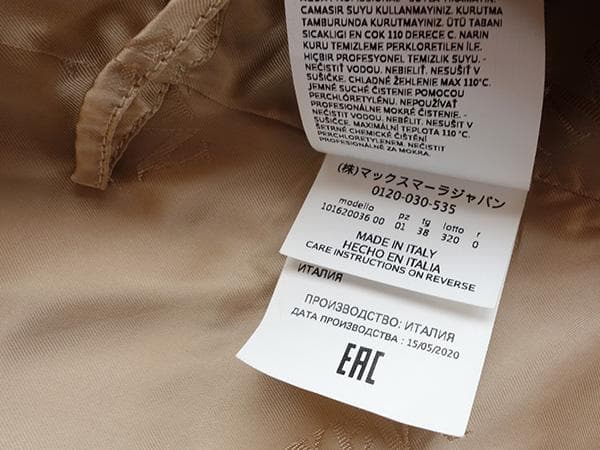 ÇAMASIR SUYU KULLANMAYINIZ. KURUTMA
TAMBURUNDA KURUTMAYINIZ. ÜTÜ TABANI
SICAKLIGI EN COK 110 DERECE C. NARIN
KURU TEMIZLEME PERKLORETILEN ILE.
HIÇBIR PROFESYONEL TEMIZLIK SUYU. -
NEČISTIT VODOU. NEBIELIŤ. NESUŠIŤ V
SUŠIČKE. CHLADNÉ ŽEHLENIE MAX 110°C.
JEMNÉ SUCHÉ ČISTENIE POMOCOU
PERCHLÓRETYLÉNU. NEPOUŽÍVAŤ
PROFESIONÁLNE MOKRÉ ČISTENIE. -
NEČISTIT VODOU. NEBĚLIT. NESUŠIT V
SUŠIČCE. MAXIMÁLNÍ TEPLOTA 110 °C.
ŠETRNÉ CHEMICKÉ ČIŠTĚNÍ
PERCHLORETYLENEM. NEČISTIT
PROFESIONÁLNĚ ZA MOKRA.
(株)マックスマーラジャパン
0120-030-535
modello pz tg lotto r
101620036 00 01 38 320 0
MADE IN ITALY
HECHO EN ITALIA
CARE INSTRUCTIONS ON REVERSE
ИТАЛИЯ
ПРОИЗВОДСТВО: ИТАЛИЯ
ДАТА ПРОИЗВОДСТВА : 15/05/2020
EAC